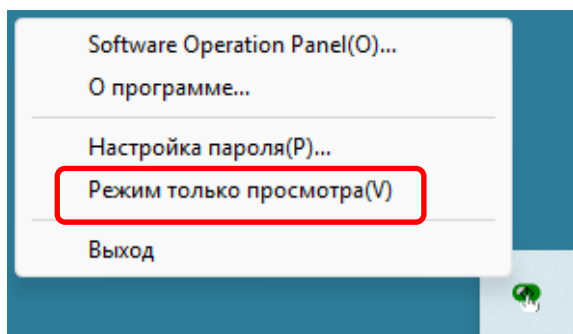 Software Operation Panel(O)...
О программе...
Настройка пароля(P)...
Режим только просмотра(V)
Выход